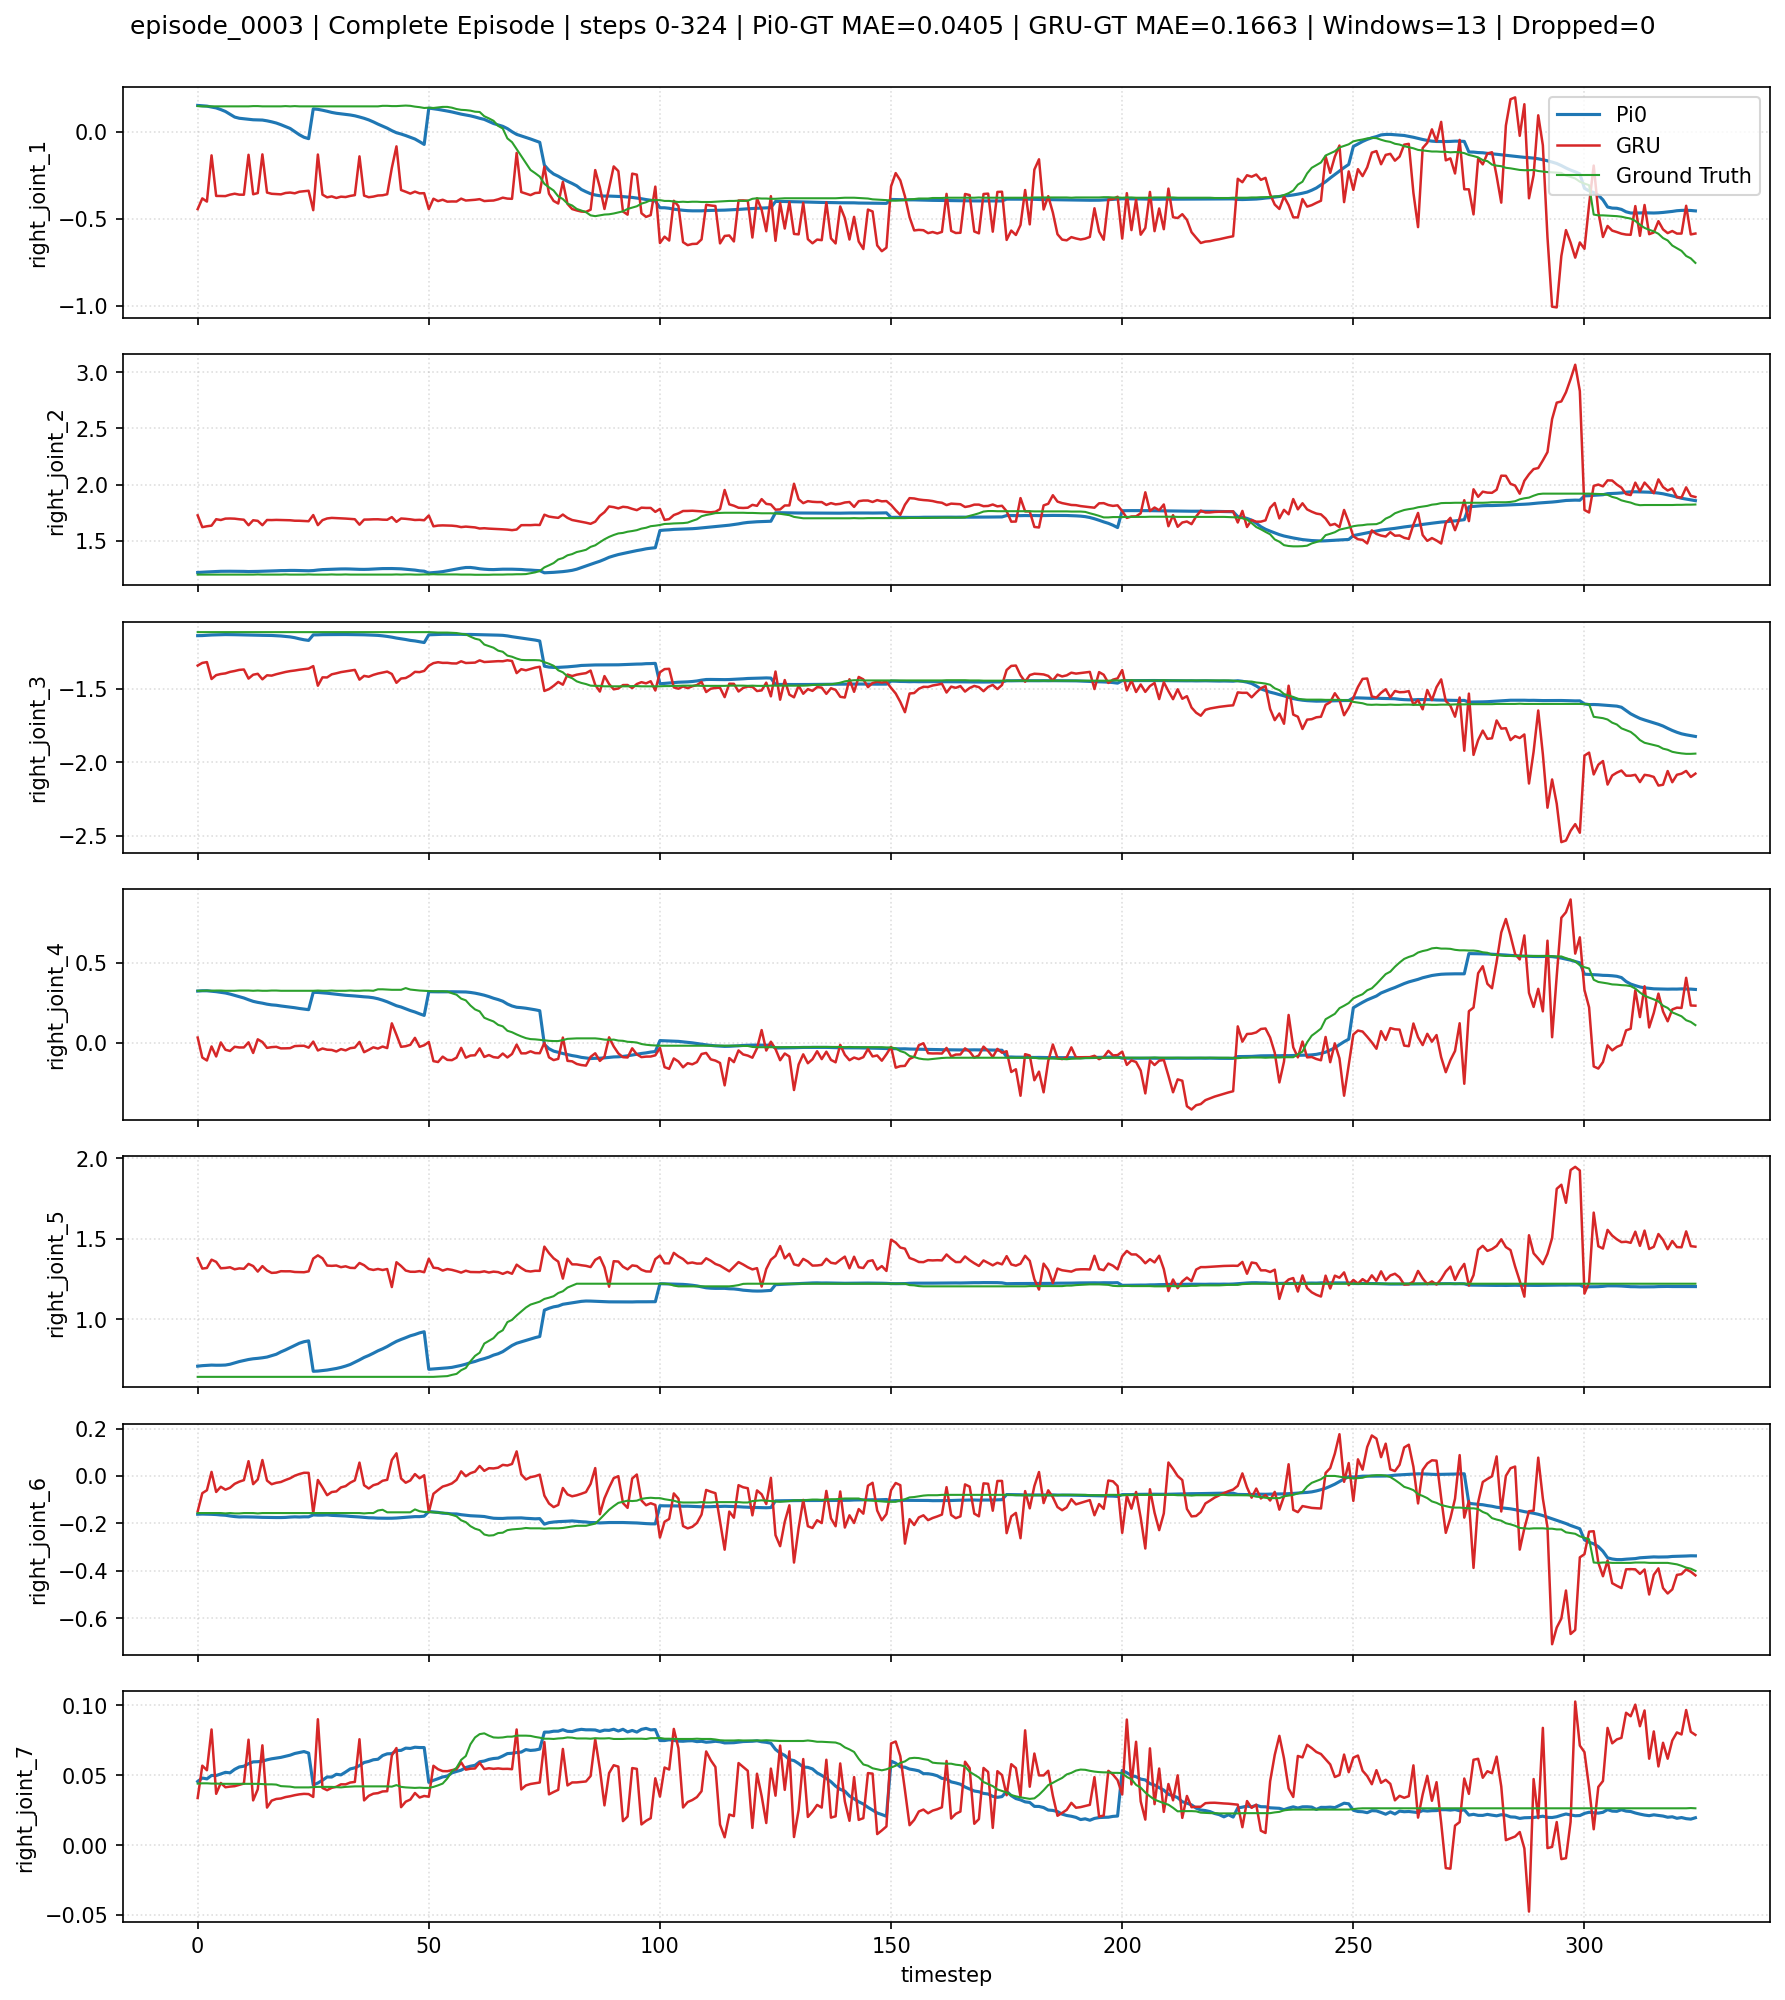 episode_0003 | Complete Episode | steps 0-324 | Pi0-GT MAE=0.0405 | GRU-GT MAE=0.1663 | Windows=13 | Dropped=0
right_joint_1
0.0
−0.5
−1.0
Pi0
GRU
Ground Truth
right_joint_2
3.0
2.5
2.0
1.5
right_joint_3
−1.5
−2.0
−2.5
right_joint_4
0.5
0.0
right_joint_5
2.0
1.5
1.0
right_joint_6
0.2
0.0
−0.2
−0.4
−0.6
right_joint_7
0.10
0.05
0.00
−0.05
0 50 100 150 200 250 300
timestep